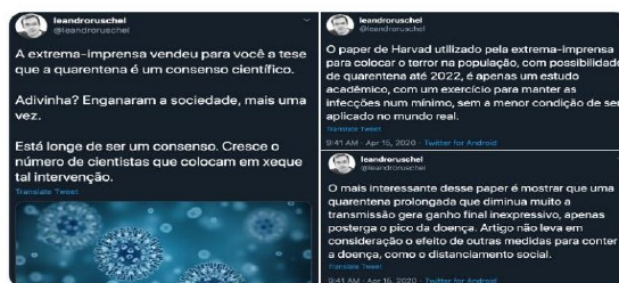 leandroruschel
@leandroruschel
A extrema-imprensa vendeu para você a tese
que a quarentena é um consenso científico.
Adivinha? Enganaram a sociedade, mais uma
vez.
Está longe de ser um consenso. Cresce o
número de cientistas que colocam em xeque
tal intervenção.
Translate Tweet
leandroruschel
@leandroruschel
O paper de Harvad utilizado pela extrema-imprensa
para colocar o terror na população, com possibilidade
de quarentena até 2022, é apenas um estudo
acadêmico, com um exercício para manter as
infecções num mínimo, sem a menor condição de ser
aplicado no mundo real.
Translate Tweet
9:41 AM · Apr 15, 2020 · Twitter for Android
leandroruschel
@leandroruschel
O mais interessante desse paper é mostrar que uma
quarentena prolongada que diminua muito a
transmissão gera ganho final inexpressivo, apenas
posterga o pico da doença. Artigo não leva em
consideração o efeito de outras medidas para conter
a doença, como o distanciamento social.
Translate Tweet
9:41 AM · Apr 15, 2020 · Twitter for Android